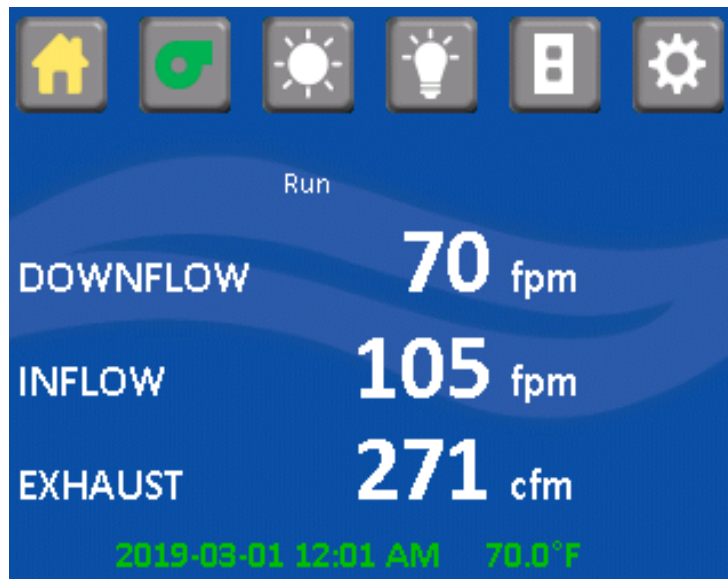 Run
DOWNFLOW 70 fpm
INFLOW 105 fpm
EXHAUST 271 cfm
2019-03-01 12:01 AM 70.0°F